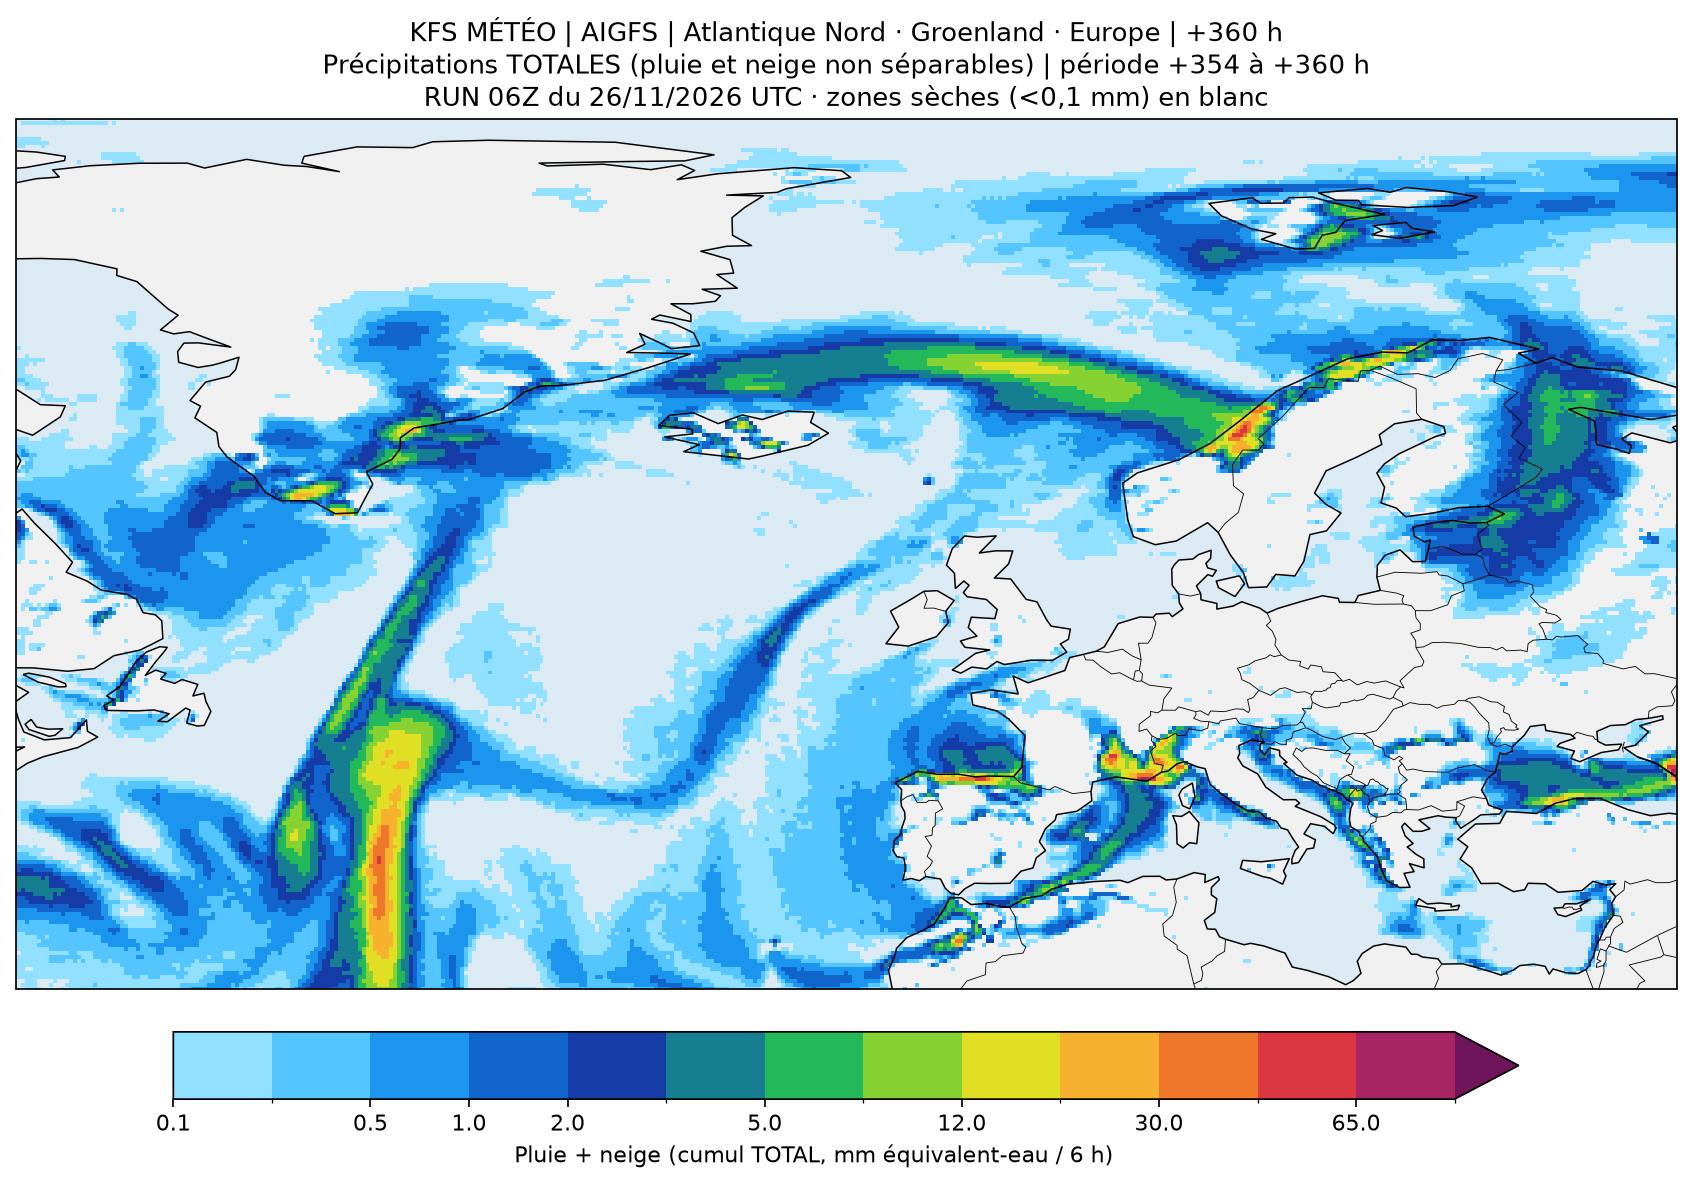 KFS MÉTÉO | AIGFS | Atlantique Nord · Groenland · Europe | +360 h
Précipitations TOTALES (pluie et neige non séparables) | période +354 à +360 h
RUN 06Z du 26/11/2026 UTC · zones sèches (<0,1 mm) en blanc
0.1 0.5 1.0 2.0 5.0 12.0 30.0 65.0
Pluie + neige (cumul TOTAL, mm équivalent-eau / 6 h)